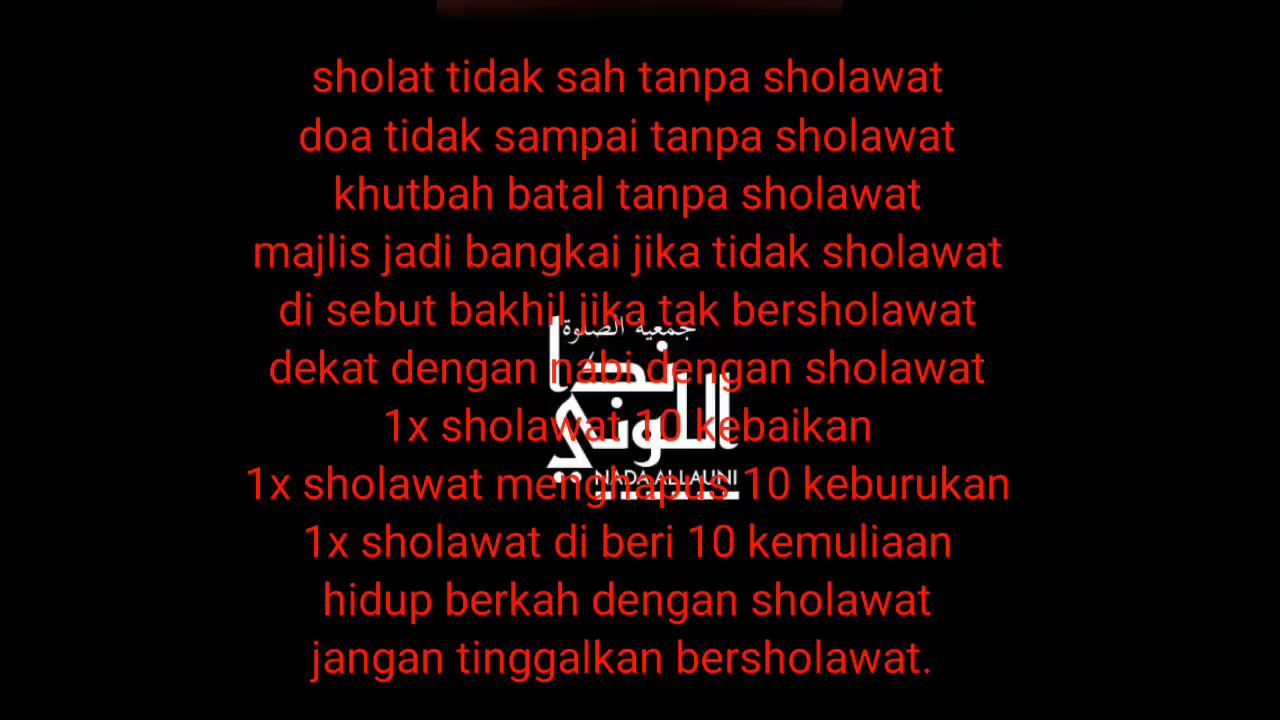 sholat tidak sah tanpa sholawat
doa tidak sampai tanpa sholawat
khutbah batal tanpa sholawat
majlis jadi bangkai jika tidak sholawat
di sebut bakhil jika tak bersholawat
جمعية الصلوة
dekat dengan nabi dengan sholawat
ندا
اللوني
1x sholawat 10 kebaikan
NADA ALLAUNI
1x sholawat menghapus 10 keburukan
1x sholawat di beri 10 kemuliaan
hidup berkah dengan sholawat
jangan tinggalkan bersholawat.